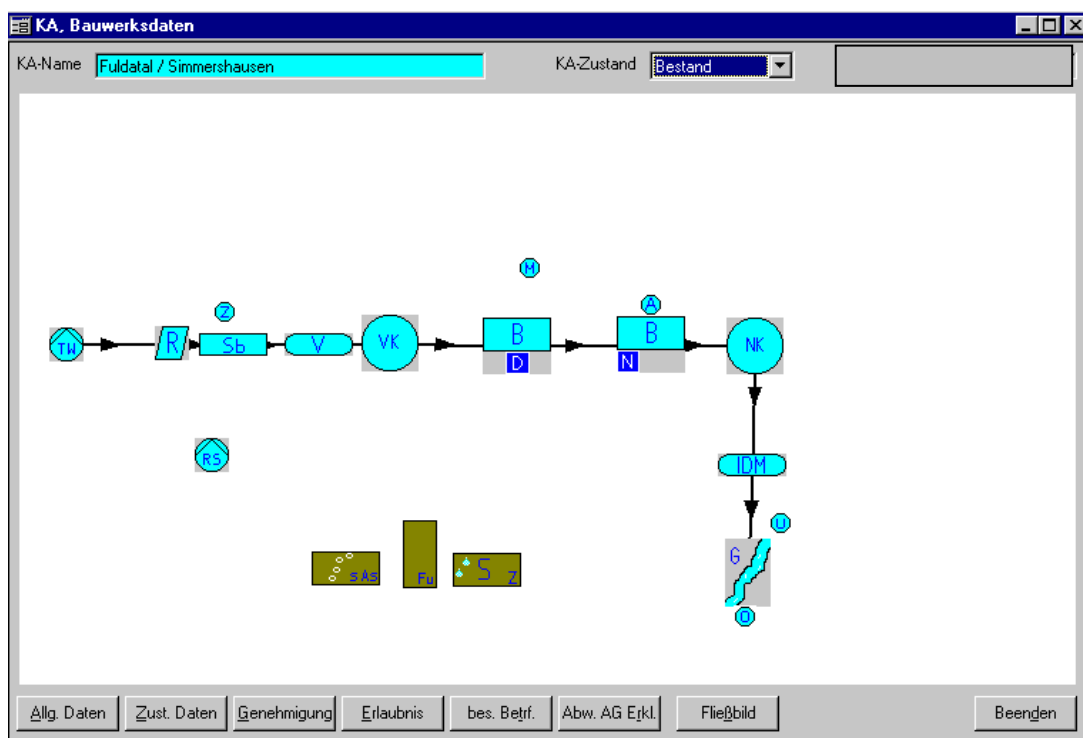 KA, Bauwerksdaten
KA-Name Fuldatal / Simmershausen KA-Zustand Bestand
M
Z A
TW R Sb V VK B B NK
D N
RS IDM
U
sAs Fu S Z G
O
Allg. Daten Zust. Daten Genehmigung Erlaubnis bes. Betrf. Abw. AG Erkl. Fließbild Beenden